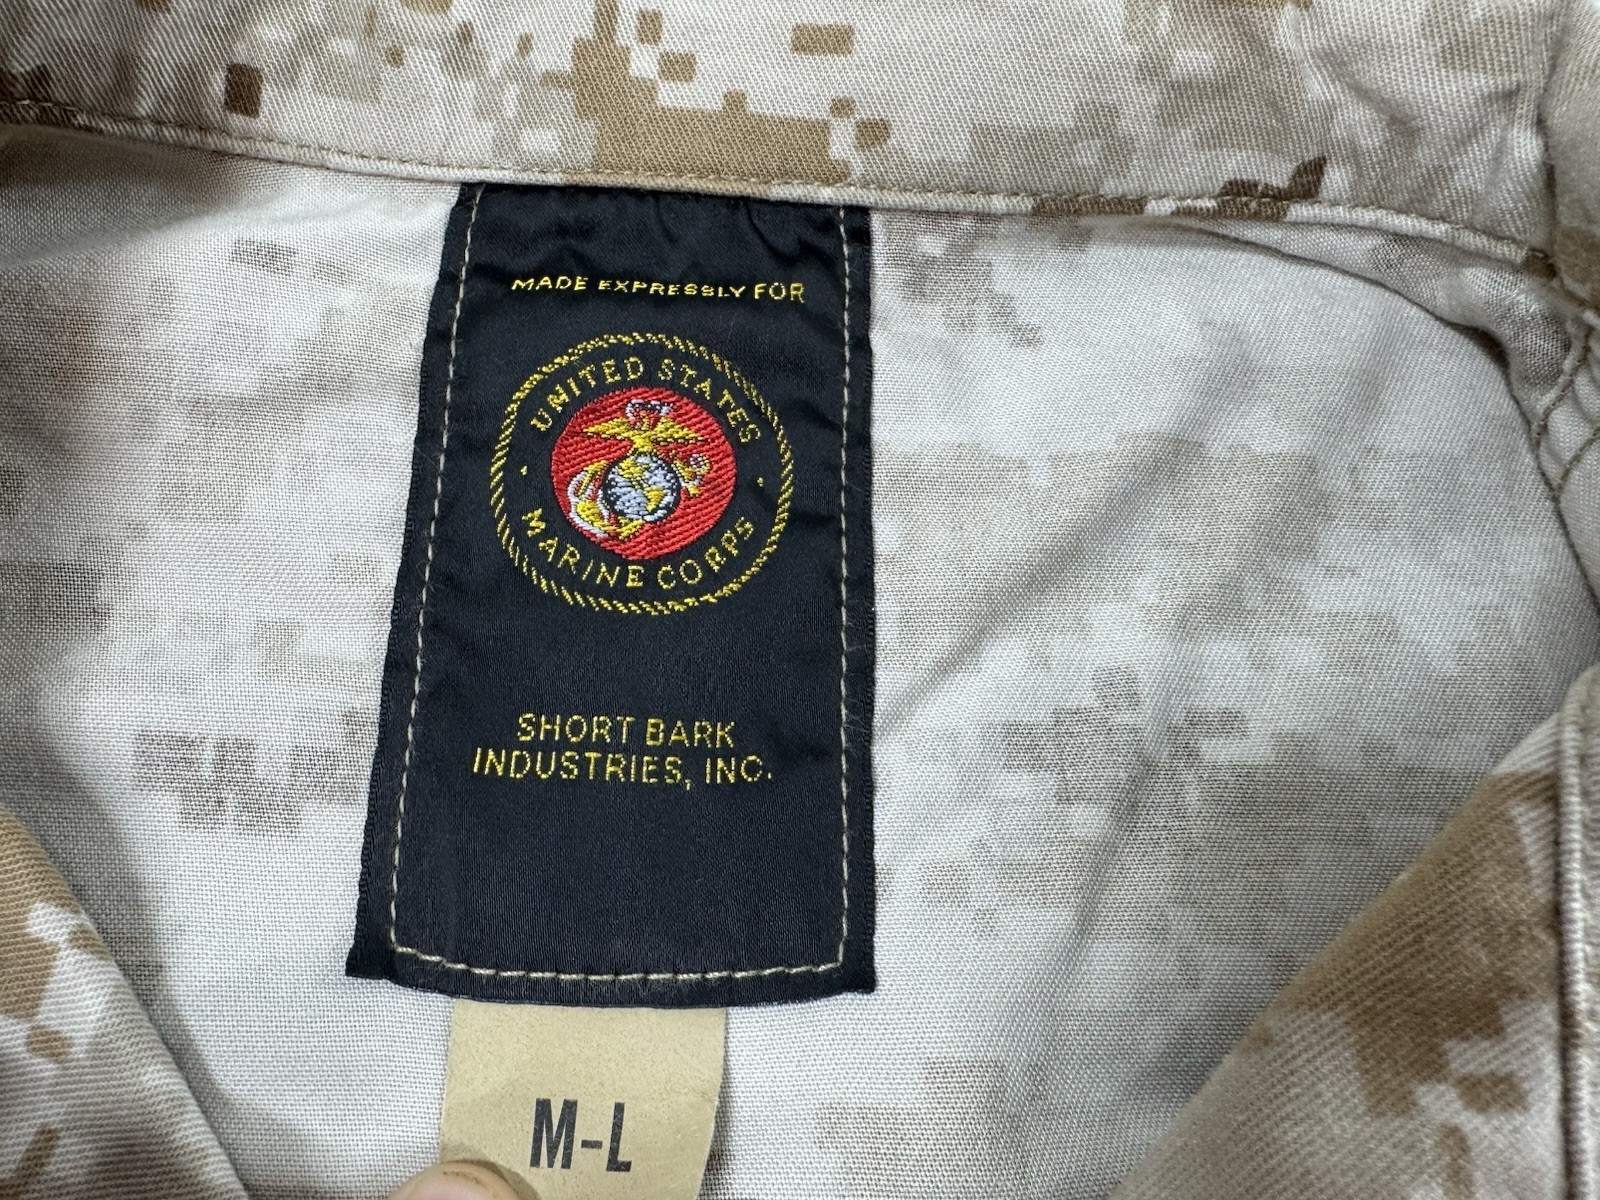 MADE EXPRESSLY FOR
UNITED STATES
MARINE CORPS
SHORT BARK
INDUSTRIES, INC.
M-L